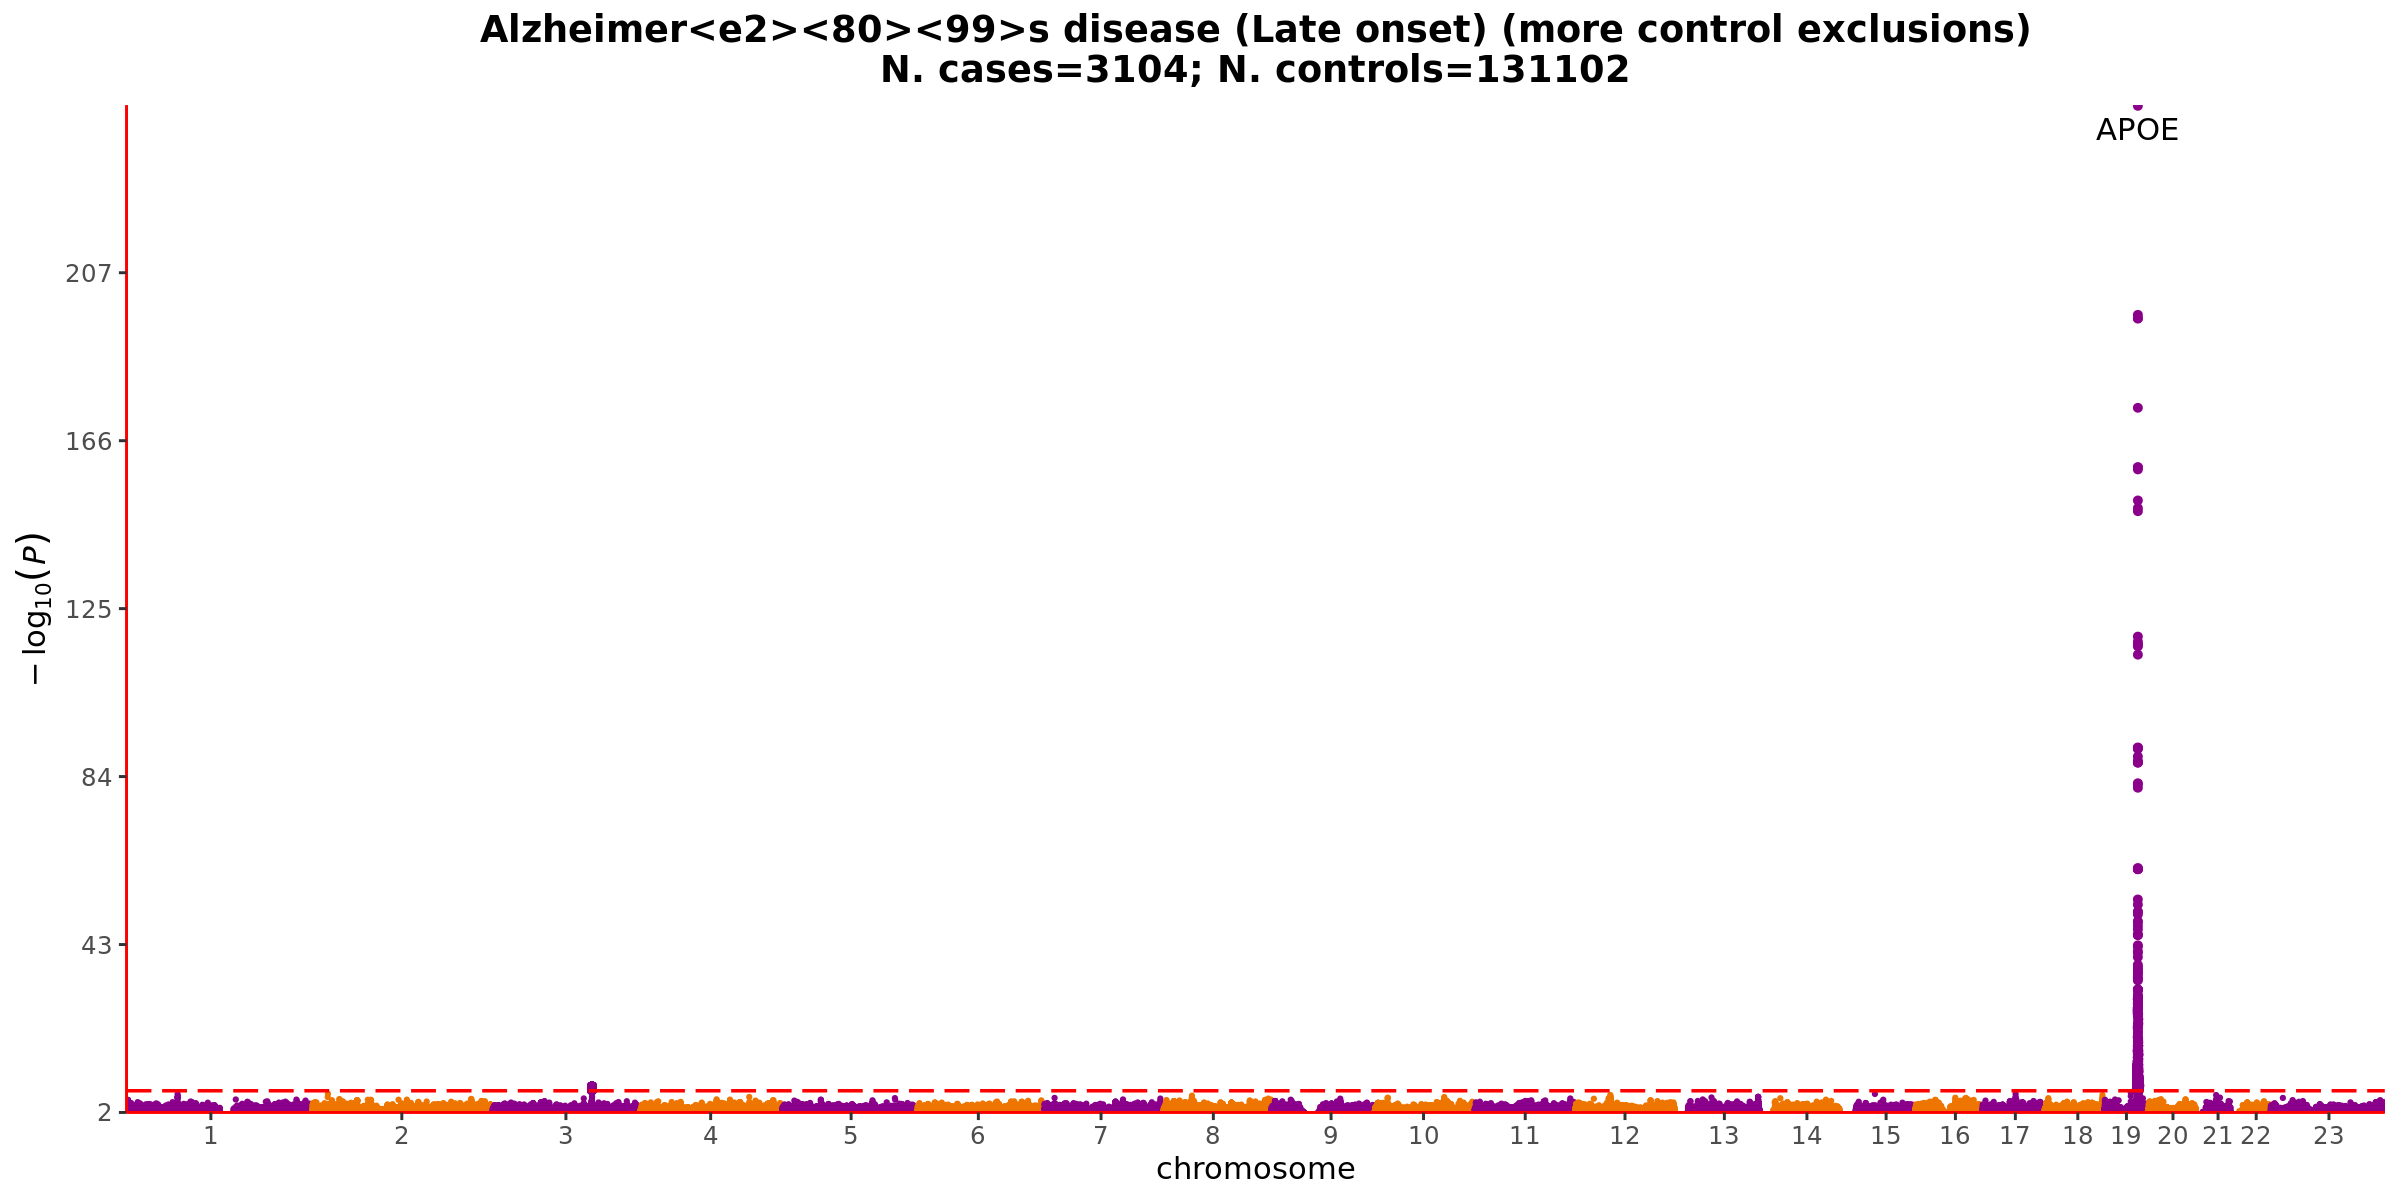 Alzheimer<e2><80><99>s disease (Late onset) (more control exclusions)
N. cases=3104; N. controls=131102
APOE
207
166
125
84
43
2
−log₁₀(P)
1 2 3 4 5 6 7 8 9 10 11 12 13 14 15 16 17 18 19 20 21 22 23
chromosome